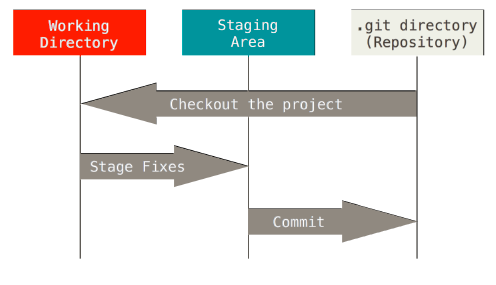 Working
Directory
Staging
Area
.git directory
(Repository)
Checkout the project
Stage Fixes
Commit